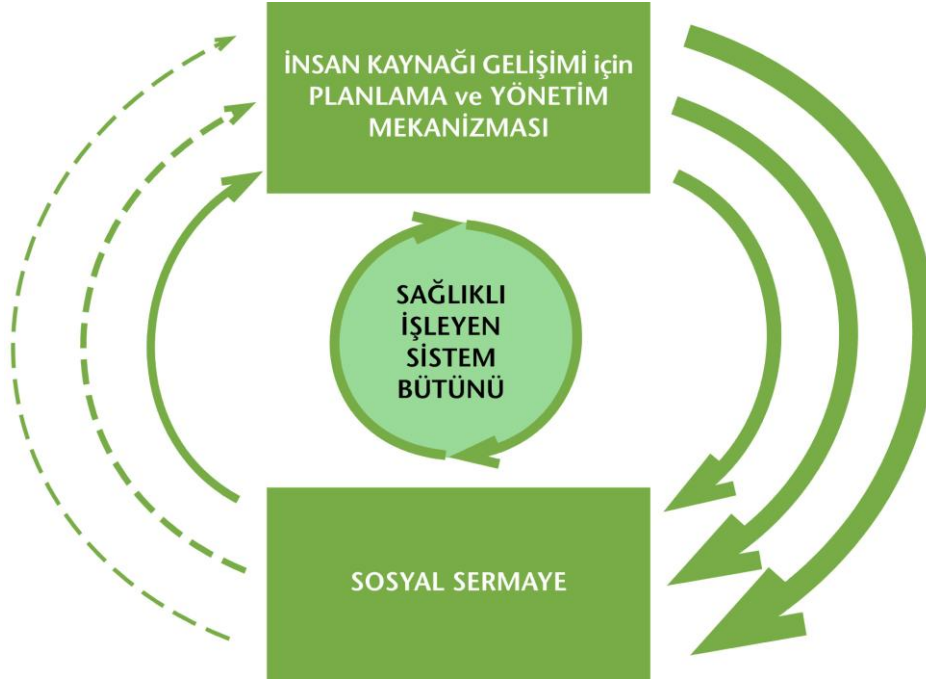 İNSAN KAYNAĞI GELİŞİMİ için
PLANLAMA ve YÖNETİM
MEKANİZMASI
SAĞLIKLI
İŞLEYEN
SİSTEM
BÜTÜNÜ
SOSYAL SERMAYE